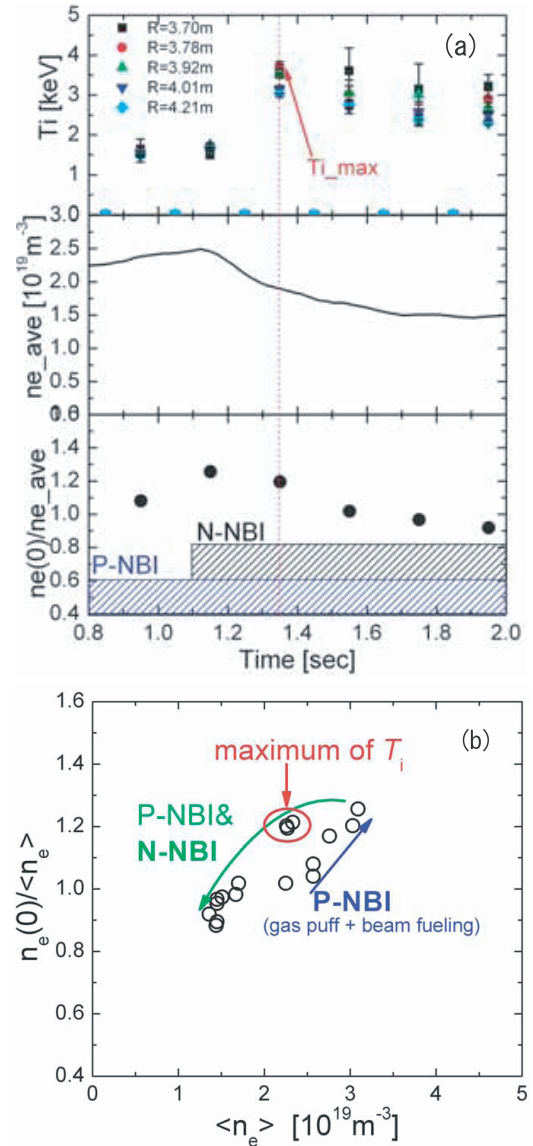 (a)
R=3.70m
R=3.78m
R=3.92m
R=4.01m
R=4.21m
Ti_max
Ti [keV]
5
4
3
2
1
3.0
2.5
2.0
1.5
ne_ave [10^19 m^-3]
1.4
1.2
1.0
0.8
0.6
0.4
ne(0)/ne_ave
N-NBI
P-NBI
0.8 1.0 1.2 1.4 1.6 1.8 2.0
Time [sec]
(b)
1.6
1.4
1.2
1.0
0.8
0.6
0.4
n_e(0)/<n_e>
maximum of T_i
P-NBI&
N-NBI
P-NBI
(gas puff + beam fueling)
0 1 2 3 4 5
<n_e> [10^19 m^-3]